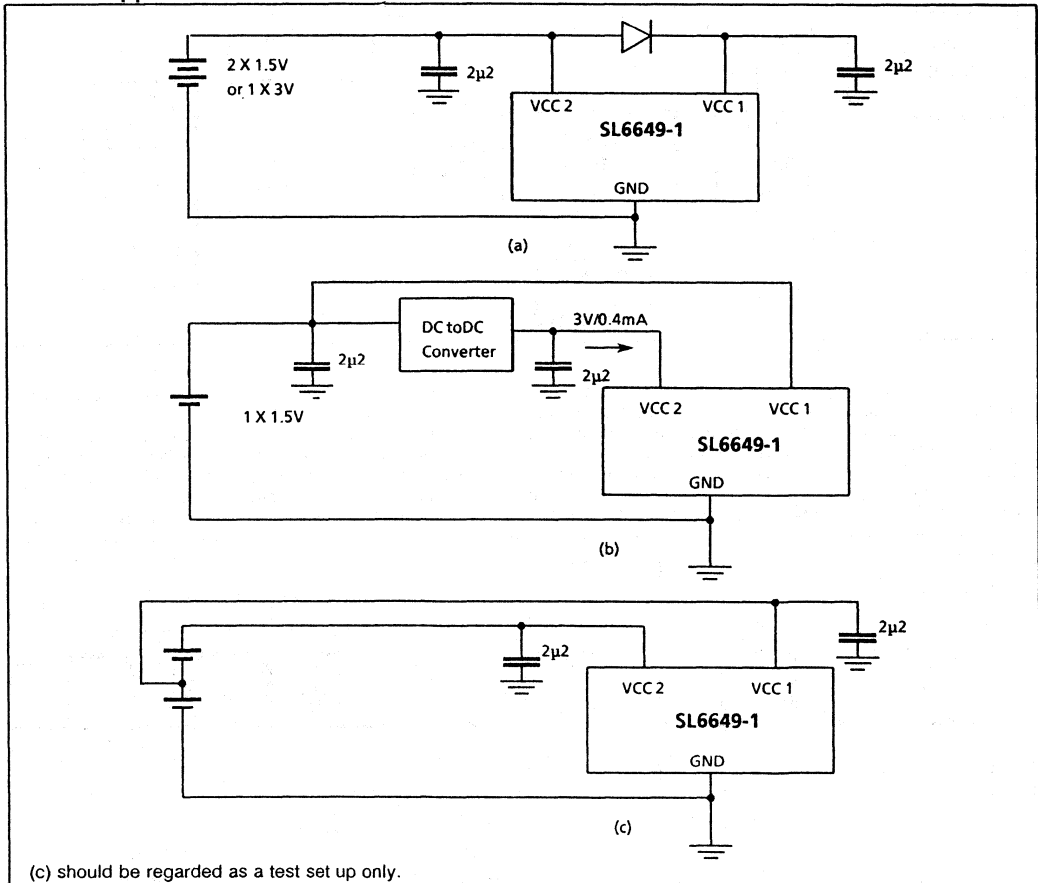 2 X 1.5V
or 1 X 3V
2µ2
2µ2
VCC 2
VCC 1
SL6649-1
GND
(a)
DC toDC
Converter
3V/0.4mA
2µ2
2µ2
1 X 1.5V
VCC 2
VCC 1
SL6649-1
GND
(b)
2µ2
2µ2
VCC 2
VCC 1
SL6649-1
GND
(c)
(c) should be regarded as a test set up only.